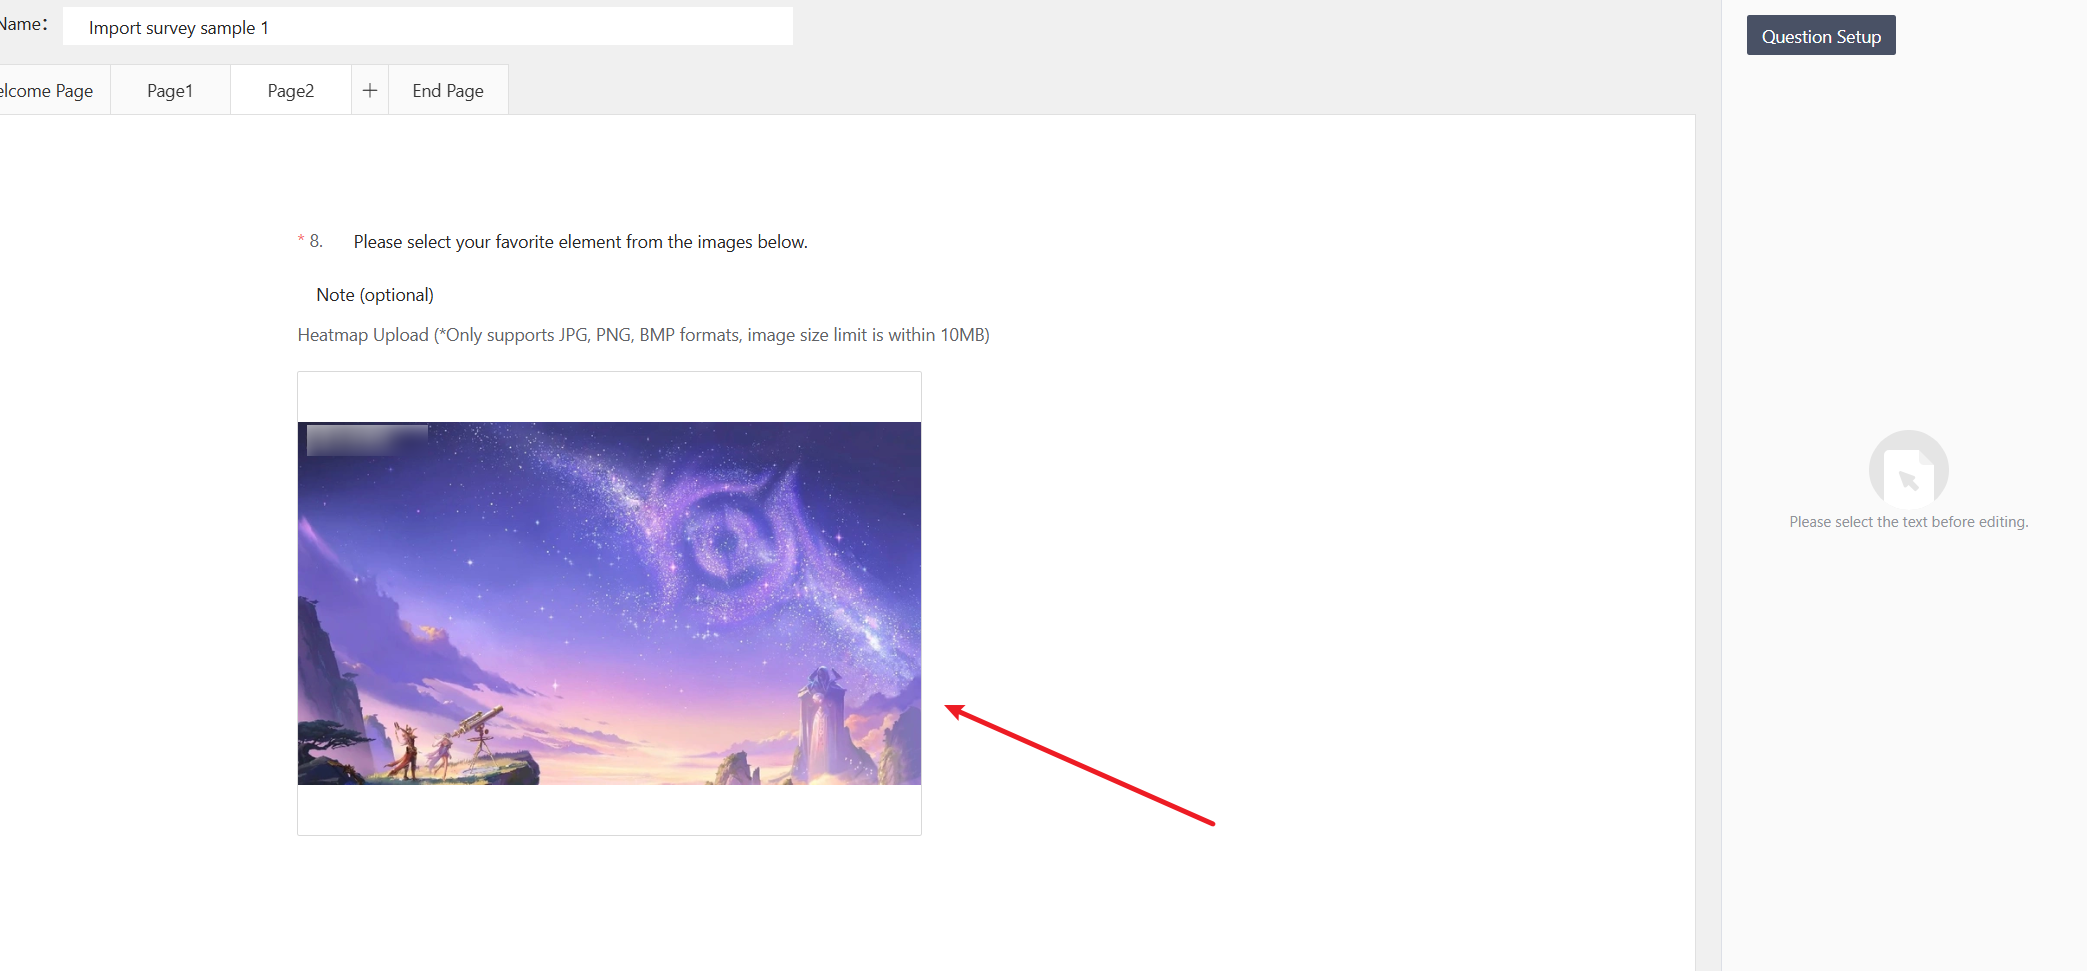 Name：
Import survey sample 1
Question Setup
elcome Page
Page1
Page2
+
End Page
* 8. Please select your favorite element from the images below.
Note (optional)
Heatmap Upload (*Only supports JPG, PNG, BMP formats, image size limit is within 10MB)
Please select the text before editing.